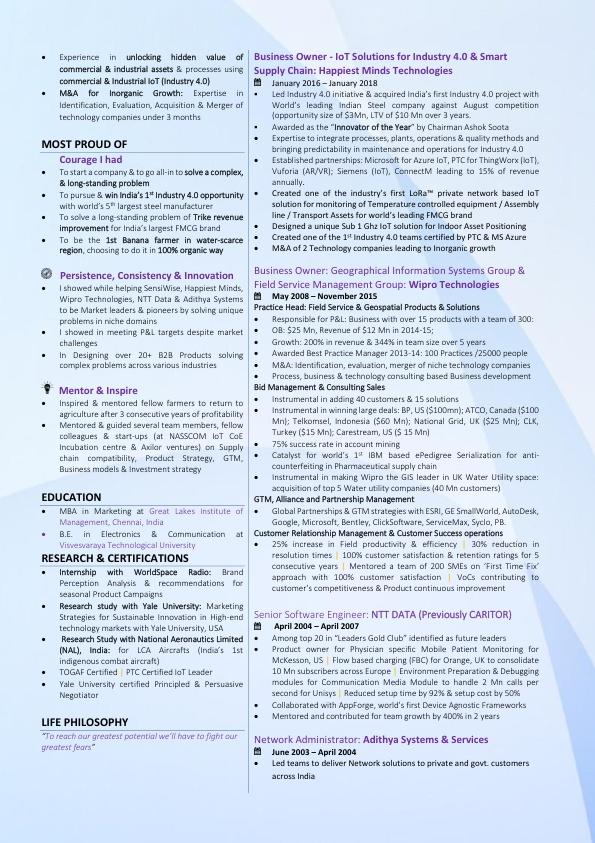 • Experience in unlocking hidden value of
commercial & industrial assets & processes using
commercial & Industrial IoT (Industry 4.0)
• M&A for Inorganic Growth: Expertise in
Identification, Evaluation, Acquisition & Merger of
technology companies under 3 months
MOST PROUD OF
Courage I had
• To start a company & to go all-in to solve a complex,
& long-standing problem
• To pursue & win India's 1st Industry 4.0 opportunity
with world's 5th largest steel manufacturer
• To solve a long-standing problem of Trike revenue
improvement for India's largest FMCG brand
• To be the 1st Banana farmer in water-scarce
region, choosing to do it in 100% organic way
Persistence, Consistency & Innovation
• I showed while helping SensiWise, Happiest Minds,
Wipro Technologies, NTT Data & Adithya Systems
to be Market leaders & pioneers by solving unique
problems in niche domains
• I showed in meeting P&L targets despite market
challenges
• In Designing over 20+ B2B Products solving
complex problems across various industries
Mentor & Inspire
• Inspired & mentored fellow farmers to return to
agriculture after 3 consecutive years of profitability
• Mentored & guided several team members, fellow
colleagues & start-ups (at NASSCOM IoT CoE
Incubation centre & Axilor ventures) on Supply
chain compatibility, Product Strategy, GTM,
Business models & Investment strategy
EDUCATION
• MBA in Marketing at Great Lakes Institute of
Management, Chennai, India
• B.E. in Electronics & Communication at
Visvesvaraya Technological University
RESEARCH & CERTIFICATIONS
• Internship with WorldSpace Radio: Brand
Perception Analysis & recommendations for
seasonal Product Campaigns
• Research study with Yale University: Marketing
Strategies for Sustainable Innovation in High-end
technology markets with Yale University, USA
• Research Study with National Aeronautics Limited
(NAL), India: for LCA Aircrafts (India's 1st
indigenous combat aircraft)
• TOGAF Certified | PTC Certified IoT Leader
• Yale University certified Principled & Persuasive
Negotiator
LIFE PHILOSOPHY
"To reach our greatest potential we'll have to fight our
greatest fears"
Business Owner - IoT Solutions for Industry 4.0 & Smart
Supply Chain: Happiest Minds Technologies
January 2016 – January 2018
• Led Industry 4.0 initiative & acquired India's first Industry 4.0 project with
World's leading Indian Steel company against August competition
(opportunity size of $3Mn, LTV of $10 Mn over 3 years.
• Awarded as the "Innovator of the Year" by Chairman Ashok Soota
• Expertise to integrate processes, plants, operations & quality methods and
bringing predictability in maintenance and operations for Industry 4.0
• Established partnerships: Microsoft for Azure IoT, PTC for ThingWorx (IoT),
Vuforia (AR/VR); Siemens (IoT), ConnectM leading to 15% of revenue
annually.
• Created one of the industry's first LoRa™ private network based IoT
solution for monitoring of Temperature controlled equipment / Assembly
line / Transport Assets for world's leading FMCG brand
• Designed a unique Sub 1 Ghz IoT solution for Indoor Asset Positioning
• Created one of the 1st Industry 4.0 teams certified by PTC & MS Azure
• M&A of 2 Technology companies leading to Inorganic growth
Business Owner: Geographical Information Systems Group &
Field Service Management Group: Wipro Technologies
May 2008 – November 2015
Practice Head: Field Service & Geospatial Products & Solutions
• Responsible for P&L: Business with over 15 products with a team of 300:
• OB: $25 Mn, Revenue of $12 Mn in 2014-15;
• Growth: 200% in revenue & 344% in team size over 5 years
• Awarded Best Practice Manager 2013-14: 100 Practices /25000 people
• M&A: Identification, evaluation, merger of niche technology companies
• Process, business & technology consulting based Business development
Bid Management & Consulting Sales
• Instrumental in adding 40 customers & 15 solutions
• Instrumental in winning large deals: BP, US ($100mn); ATCO, Canada ($100
Mn); Telkomsel, Indonesia ($60 Mn); National Grid, UK ($25 Mn); CLK,
Turkey ($15 Mn); Carestream, US ($ 15 Mn)
• 75% success rate in account mining
• Catalyst for world's 1st IBM based ePedigree Serialization for anti-
counterfeiting in Pharmaceutical supply chain
• Instrumental in making Wipro the GIS leader in UK Water Utility space:
acquisition of top 5 Water utility companies (40 Mn customers)
GTM, Alliance and Partnership Management
• Global Partnerships & GTM strategies with ESRI, GE SmallWorld, AutoDesk,
Google, Microsoft, Bentley, ClickSoftware, ServiceMax, Syclo, PB.
Customer Relationship Management & Customer Success operations
• 25% increase in Field productivity & efficiency | 30% reduction in
resolution times | 100% customer satisfaction & retention ratings for 5
consecutive years | Mentored a team of 200 SMEs on 'First Time Fix'
approach with 100% customer satisfaction | VoCs contributing to
customer's competitiveness & Product continuous improvement
Senior Software Engineer: NTT DATA (Previously CARITOR)
April 2004 – April 2007
• Among top 20 in "Leaders Gold Club" identified as future leaders
• Product owner for Physician specific Mobile Patient Monitoring for
McKesson, US | Flow based charging (FBC) for Orange, UK to consolidate
10 Mn subscribers across Europe | Environment Preparation & Debugging
modules for Communication Media Module to handle 2 Mn calls per
second for Unisys | Reduced setup time by 92% & setup cost by 50%
• Collaborated with AppForge, world's first Device Agnostic Frameworks
• Mentored and contributed for team growth by 400% in 2 years
Network Administrator: Adithya Systems & Services
June 2003 – April 2004
• Led teams to deliver Network solutions to private and govt. customers
across India